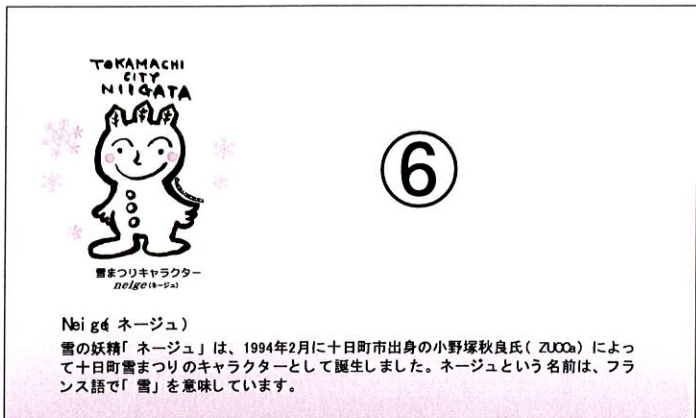 TOKAMACHI
CITY
NIIGATA
⑥
雪まつりキャラクター
neige(ネージュ)
Neige( ネージュ)
雪の妖精「ネージュ」は、1994年2月に十日町市出身の小野塚秋良氏( ZUCCa) によっ
て十日町雪まつりのキャラクターとして誕生しました。ネージュという名前は、フラ
ンス語で「雪」を意味しています。